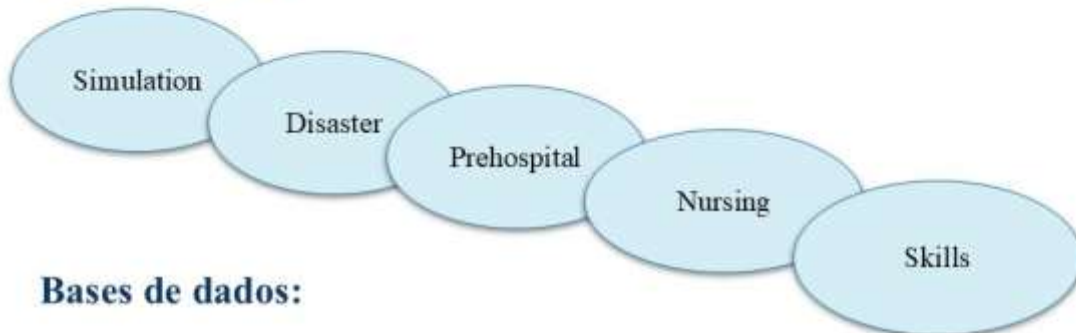 Simulation
Disaster
Prehospital
Nursing
Skills
Bases de dados: